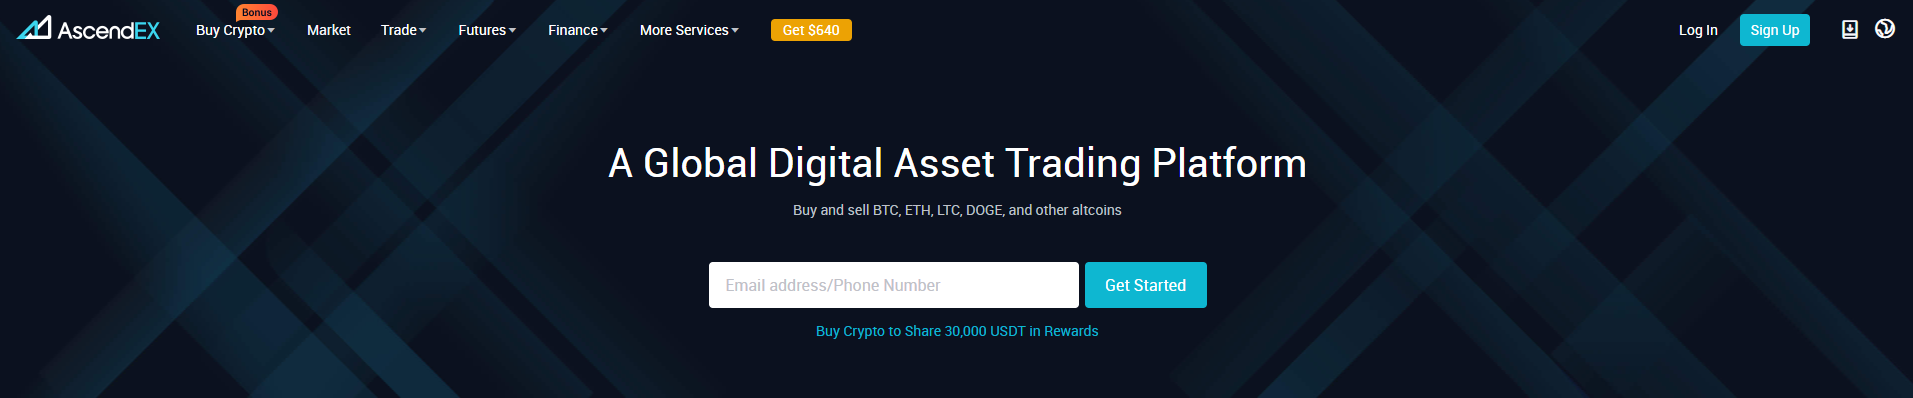 Bonus
AscendEX Buy Crypto Market Trade Futures Finance More Services Get $640 Log In Sign Up
A Global Digital Asset Trading Platform
Buy and sell BTC, ETH, LTC, DOGE, and other altcoins
Email address/Phone Number Get Started
Buy Crypto to Share 30,000 USDT in Rewards